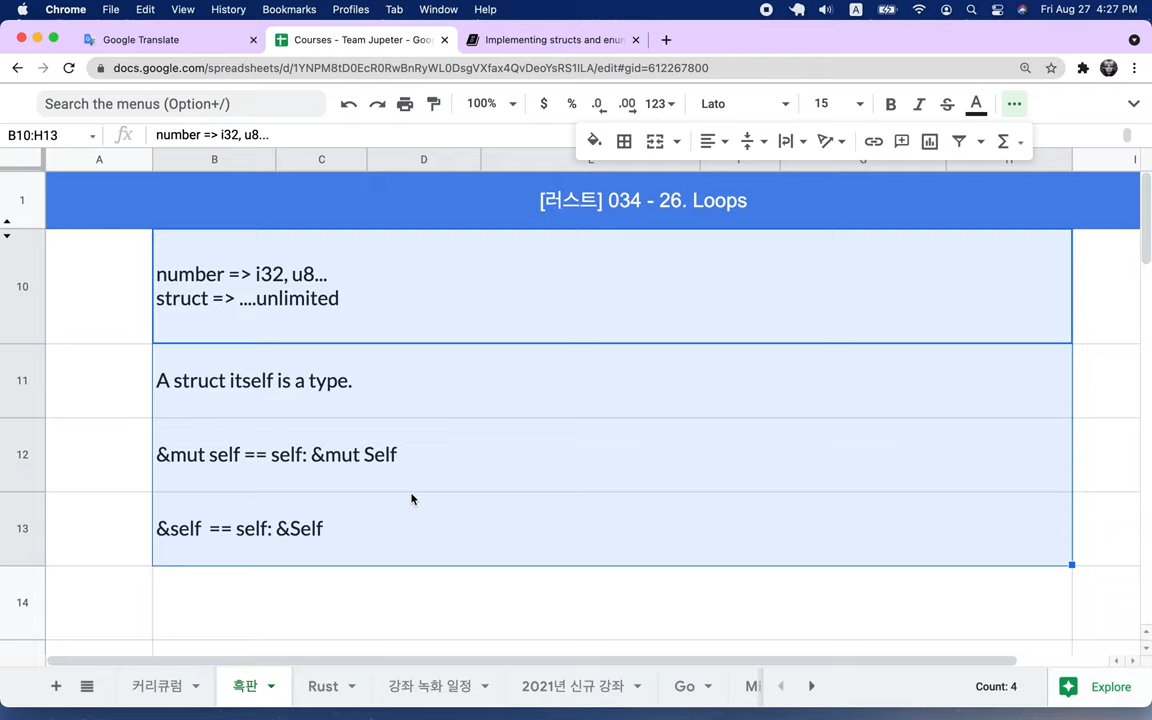 Chrome File Edit View History Bookmarks Profiles Tab Window Help A Fri Aug 27 4:27 PM
Google Translate
Courses - Team Jupeter - Goo
Implementing structs and enum
docs.google.com/spreadsheets/d/1YNPM8tD0EcR0RwBnRyWL0DsgVXfax4QvDeoYsRS1ILA/edit#gid=612267800
Search the menus (Option+/)
100% $ % .0 .00 123 Lato 15 B I S A
B10:H13 fx number => i32, u8...
A B C D E F G H I
1 [러스트] 034 - 26. Loops
10 number => i32, u8...
struct => ....unlimited
11 A struct itself is a type.
12 &mut self == self: &mut Self
13 &self == self: &Self
14
커리큐럼 흑판 Rust 강좌 녹화 일정 2021년 신규 강좌 Go Mi Count: 4 Explore